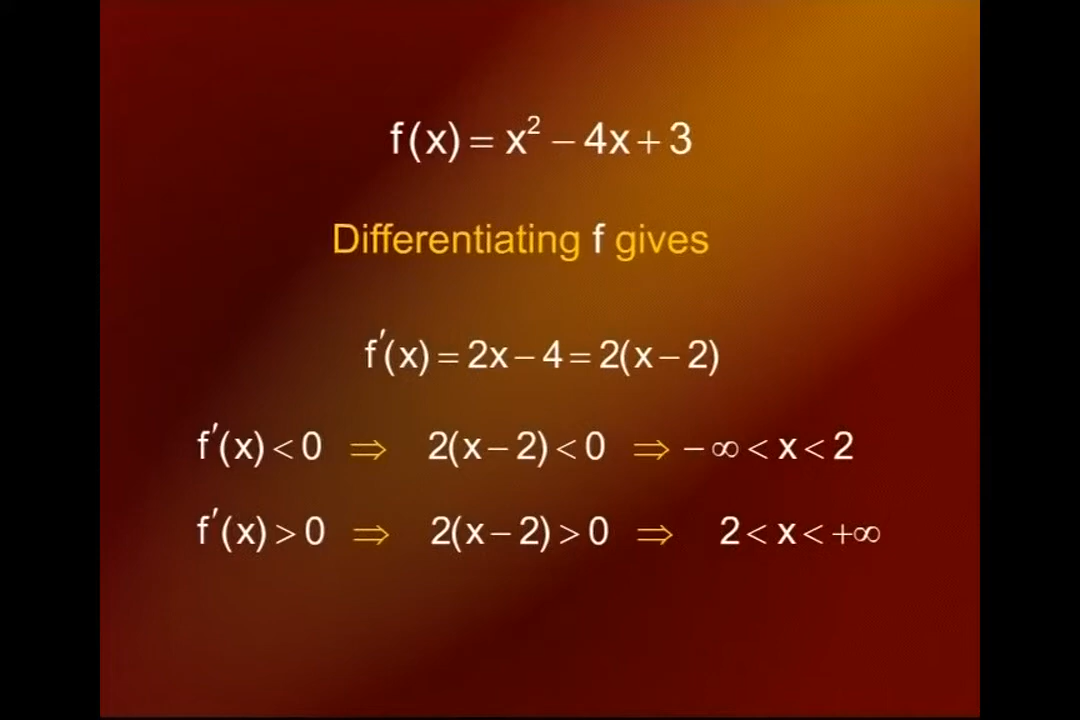 f(x) = x² − 4x + 3
Differentiating f gives
f′(x) = 2x − 4 = 2(x − 2)
f′(x) < 0 ⇒ 2(x − 2) < 0 ⇒ − ∞ < x < 2
f′(x) > 0 ⇒ 2(x − 2) > 0 ⇒ 2 < x < +∞